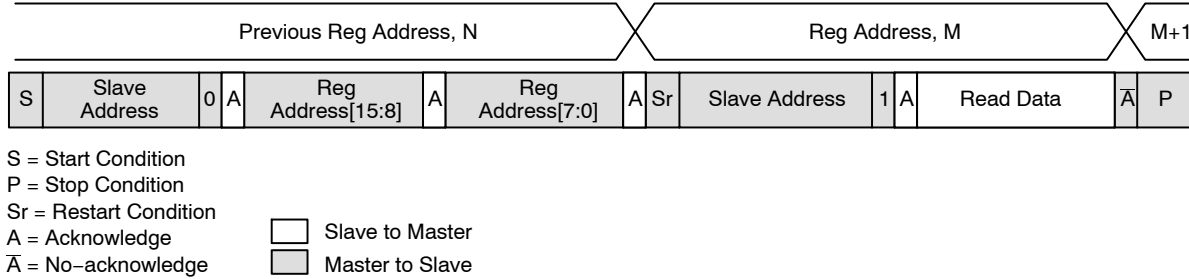 Previous Reg Address, N Reg Address, M M+1
S Slave Address 0 A Reg Address[15:8] A Reg Address[7:0] A Sr Slave Address 1 A Read Data A̅ P
S = Start Condition
P = Stop Condition
Sr = Restart Condition
A = Acknowledge
A̅ = No−acknowledge
Slave to Master
Master to Slave